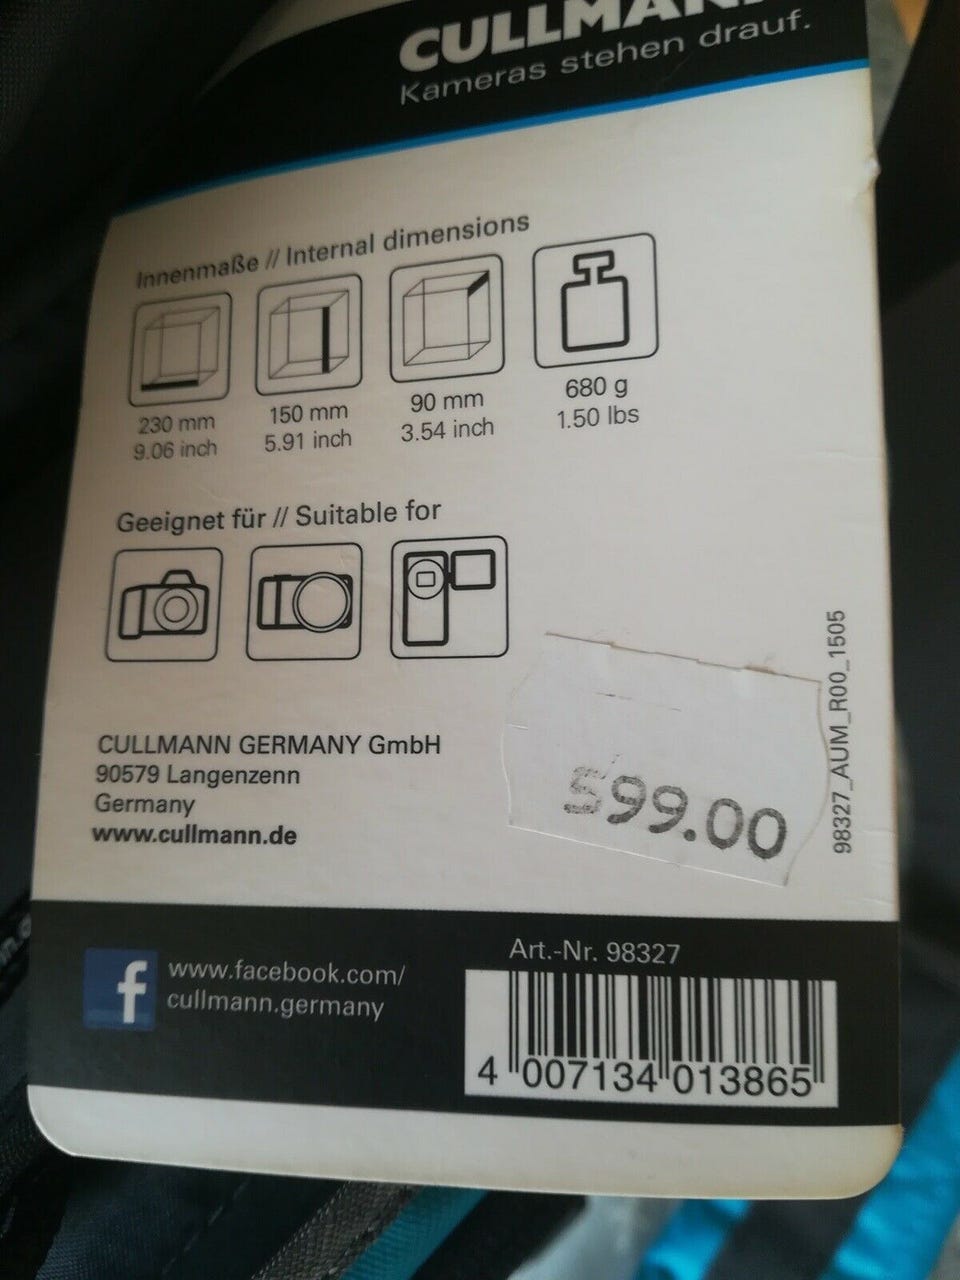 CULLMANN
Kameras stehen drauf.
Innenmaße // Internal dimensions
230 mm
9.06 inch
150 mm
5.91 inch
90 mm
3.54 inch
680 g
1.50 lbs
Geeignet für // Suitable for
CULLMANN GERMANY GmbH
90579 Langenzenn
Germany
www.cullmann.de
599.00
98327_AUM_R00_1505
f
www.facebook.com/
cullmann.germany
Art.-Nr. 98327
4 007134 013865